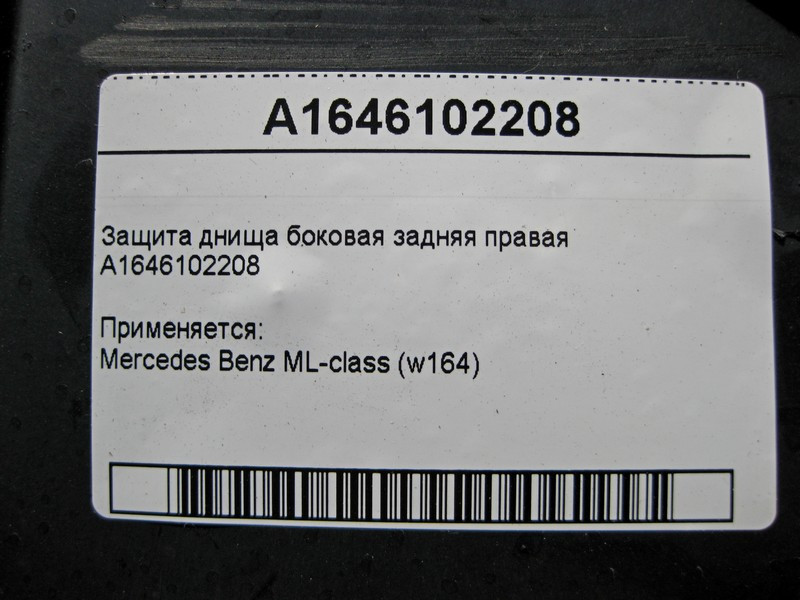 A1646102208
Защита днища боковая задняя правая
A1646102208
Применяется:
Mercedes Benz ML-class (w164)